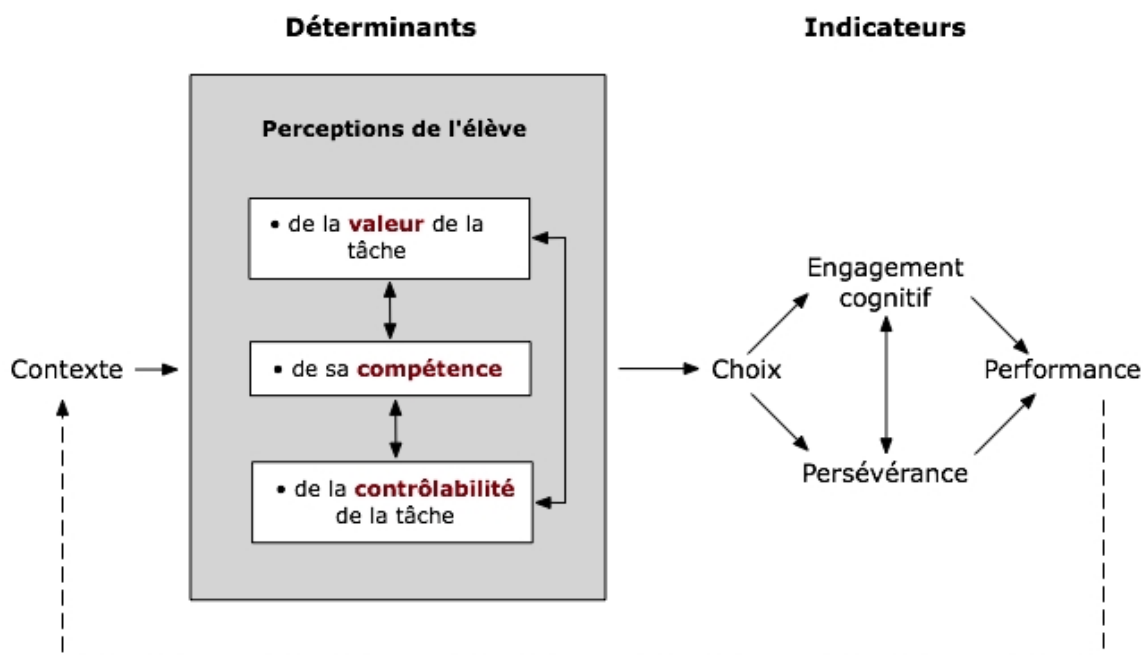 Déterminants
Indicateurs
Perceptions de l'élève
• de la valeur de la
tâche
• de sa compétence
• de la contrôlabilité
de la tâche
Contexte
Choix
Engagement
cognitif
Persévérance
Performance